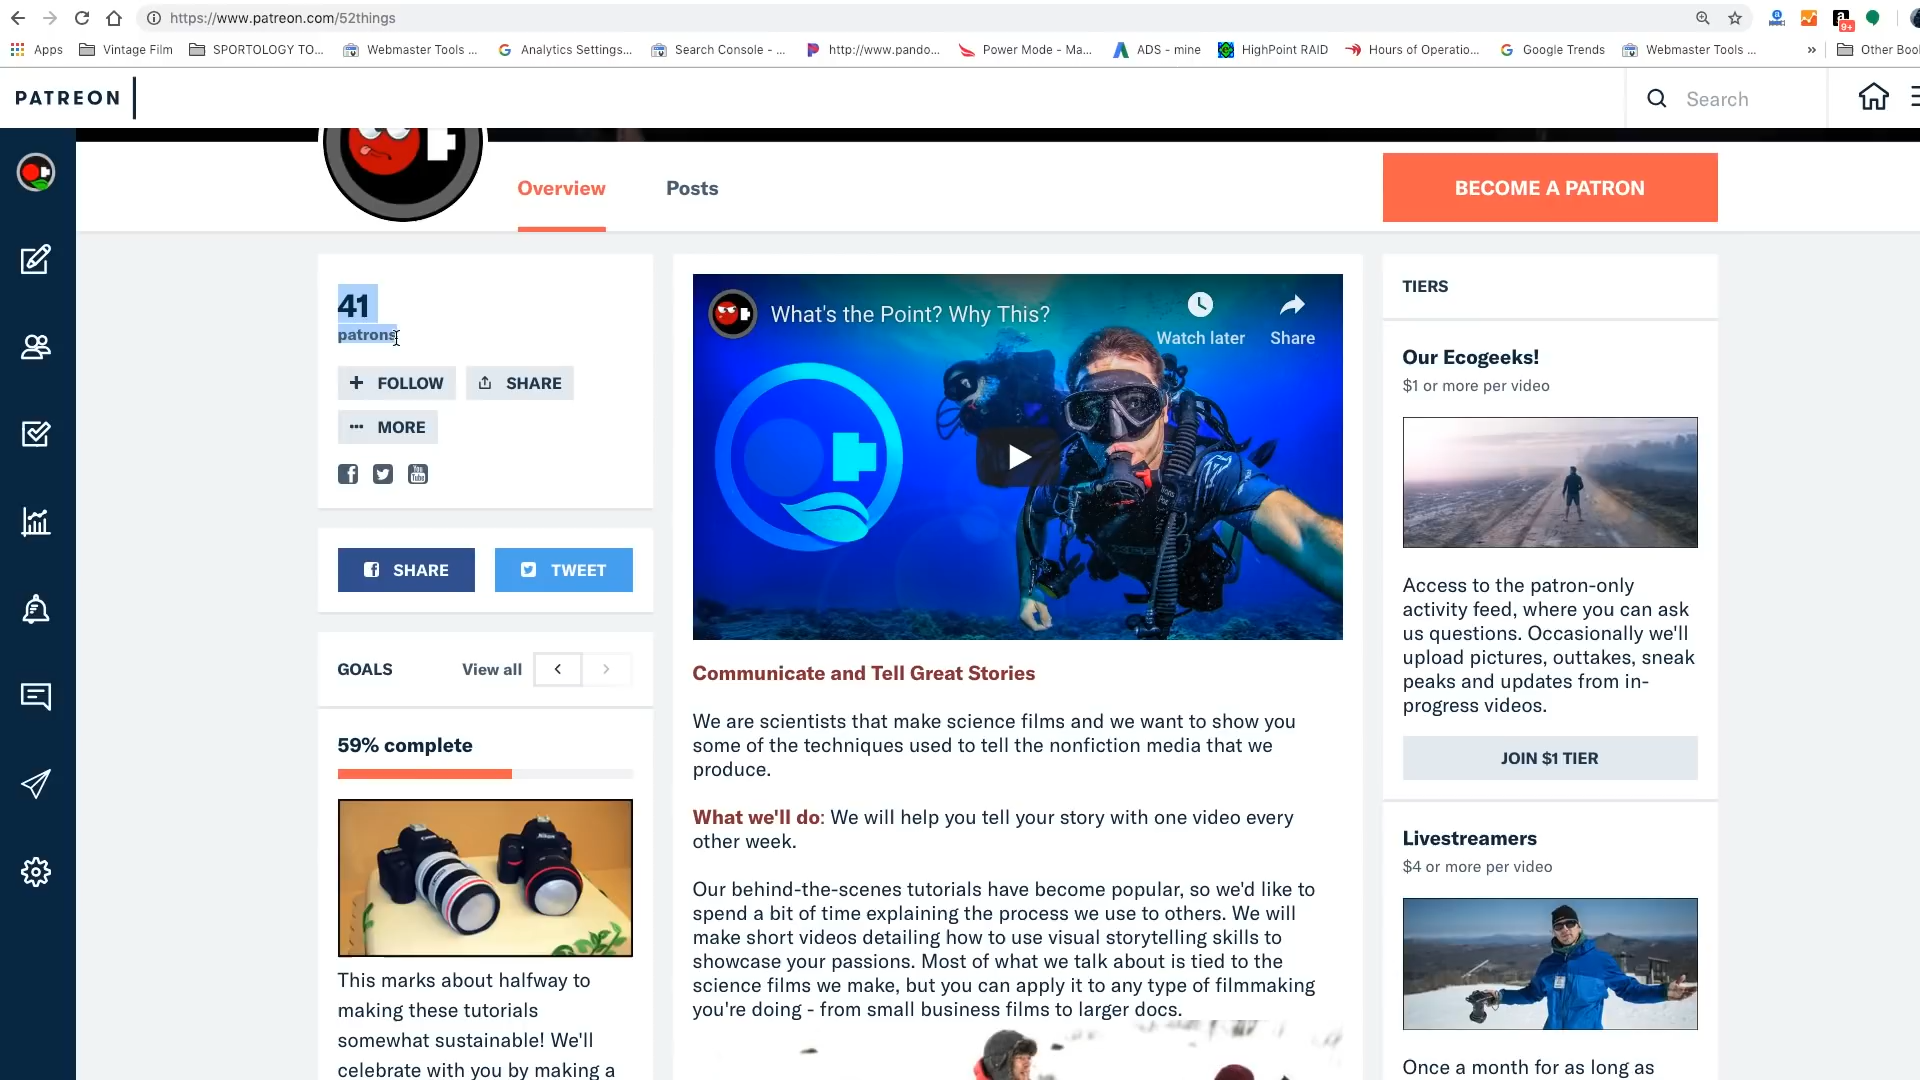 https://www.patreon.com/52things
Apps
Vintage Film
SPORTOLOGY TO...
Webmaster Tools ...
Analytics Settings...
Search Console - ...
http://www.pando...
Power Mode - Ma...
ADS - mine
HighPoint RAID
Hours of Operatio...
Google Trends
Webmaster Tools ...
»
Other Boo
9+
PATREON
Search
Overview
Posts
BECOME A PATRON
41
patrons
+ FOLLOW
SHARE
••• MORE
You
Tube
SHARE
TWEET
GOALS
View all
59% complete
This marks about halfway to
making these tutorials
somewhat sustainable! We'll
celebrate with you by making a
What's the Point? Why This?
Watch later
Share
Communicate and Tell Great Stories
We are scientists that make science films and we want to show you
some of the techniques used to tell the nonfiction media that we
produce.
What we'll do: We will help you tell your story with one video every
other week.
Our behind-the-scenes tutorials have become popular, so we'd like to
spend a bit of time explaining the process we use to others. We will
make short videos detailing how to use visual storytelling skills to
showcase your passions. Most of what we talk about is tied to the
science films we make, but you can apply it to any type of filmmaking
you're doing - from small business films to larger docs.
TIERS
Our Ecogeeks!
$1 or more per video
Access to the patron-only
activity feed, where you can ask
us questions. Occasionally we'll
upload pictures, outtakes, sneak
peaks and updates from in-
progress videos.
JOIN $1 TIER
Livestreamers
$4 or more per video
Once a month for as long as